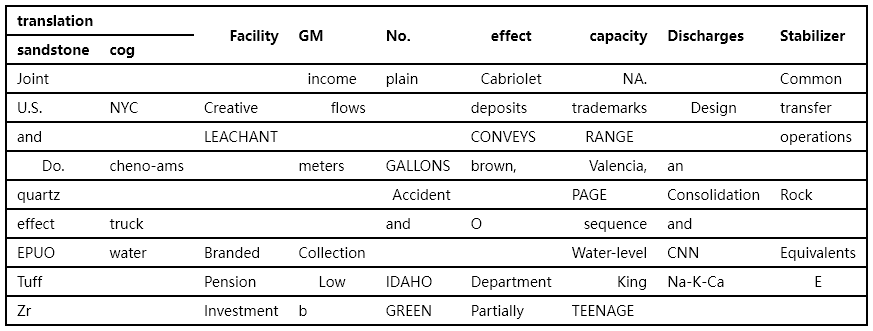 translation
sandstone cog Facility GM No. effect capacity Discharges Stabilizer
Joint income plain Cabriolet NA. Common
U.S. NYC Creative flows deposits trademarks Design transfer
and LEACHANT CONVEYS RANGE operations
Do. cheno-ams meters GALLONS brown, Valencia, an
quartz Accident PAGE Consolidation Rock
effect truck and O sequence and
EPUO water Branded Collection Water-level CNN Equivalents
Tuff Pension Low IDAHO Department King Na-K-Ca E
Zr Investment b GREEN Partially TEENAGE